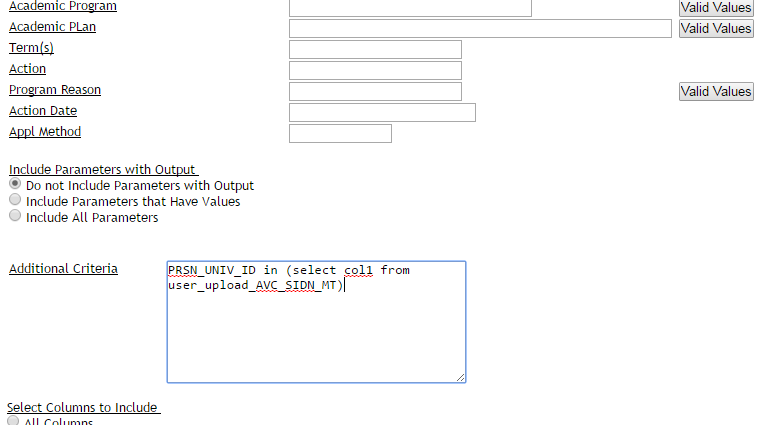 Academic Program Valid Values
Academic PLan Valid Values
Term(s)
Action
Program Reason Valid Values
Action Date
Appl Method
Include Parameters with Output
Do not Include Parameters with Output
Include Parameters that Have Values
Include All Parameters
Additional Criteria PRSN_UNIV_ID in (select col1 from
user_upload_AVC_SIDN_MT)
Select Columns to Include
All Columns